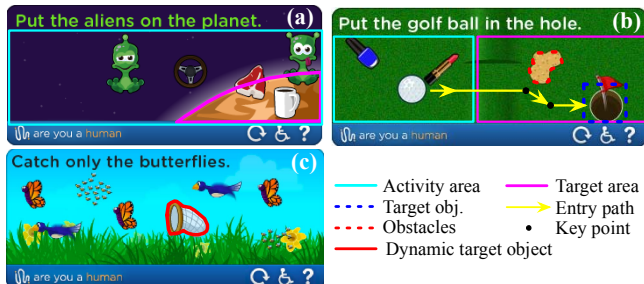 Put the aliens on the planet. (a)
are you a human
Put the golf ball in the hole. (b)
are you a human
Catch only the butterflies. (c)
are you a human
Activity area
Target area
Target obj.
Entry path
Obstacles
Key point
Dynamic target object